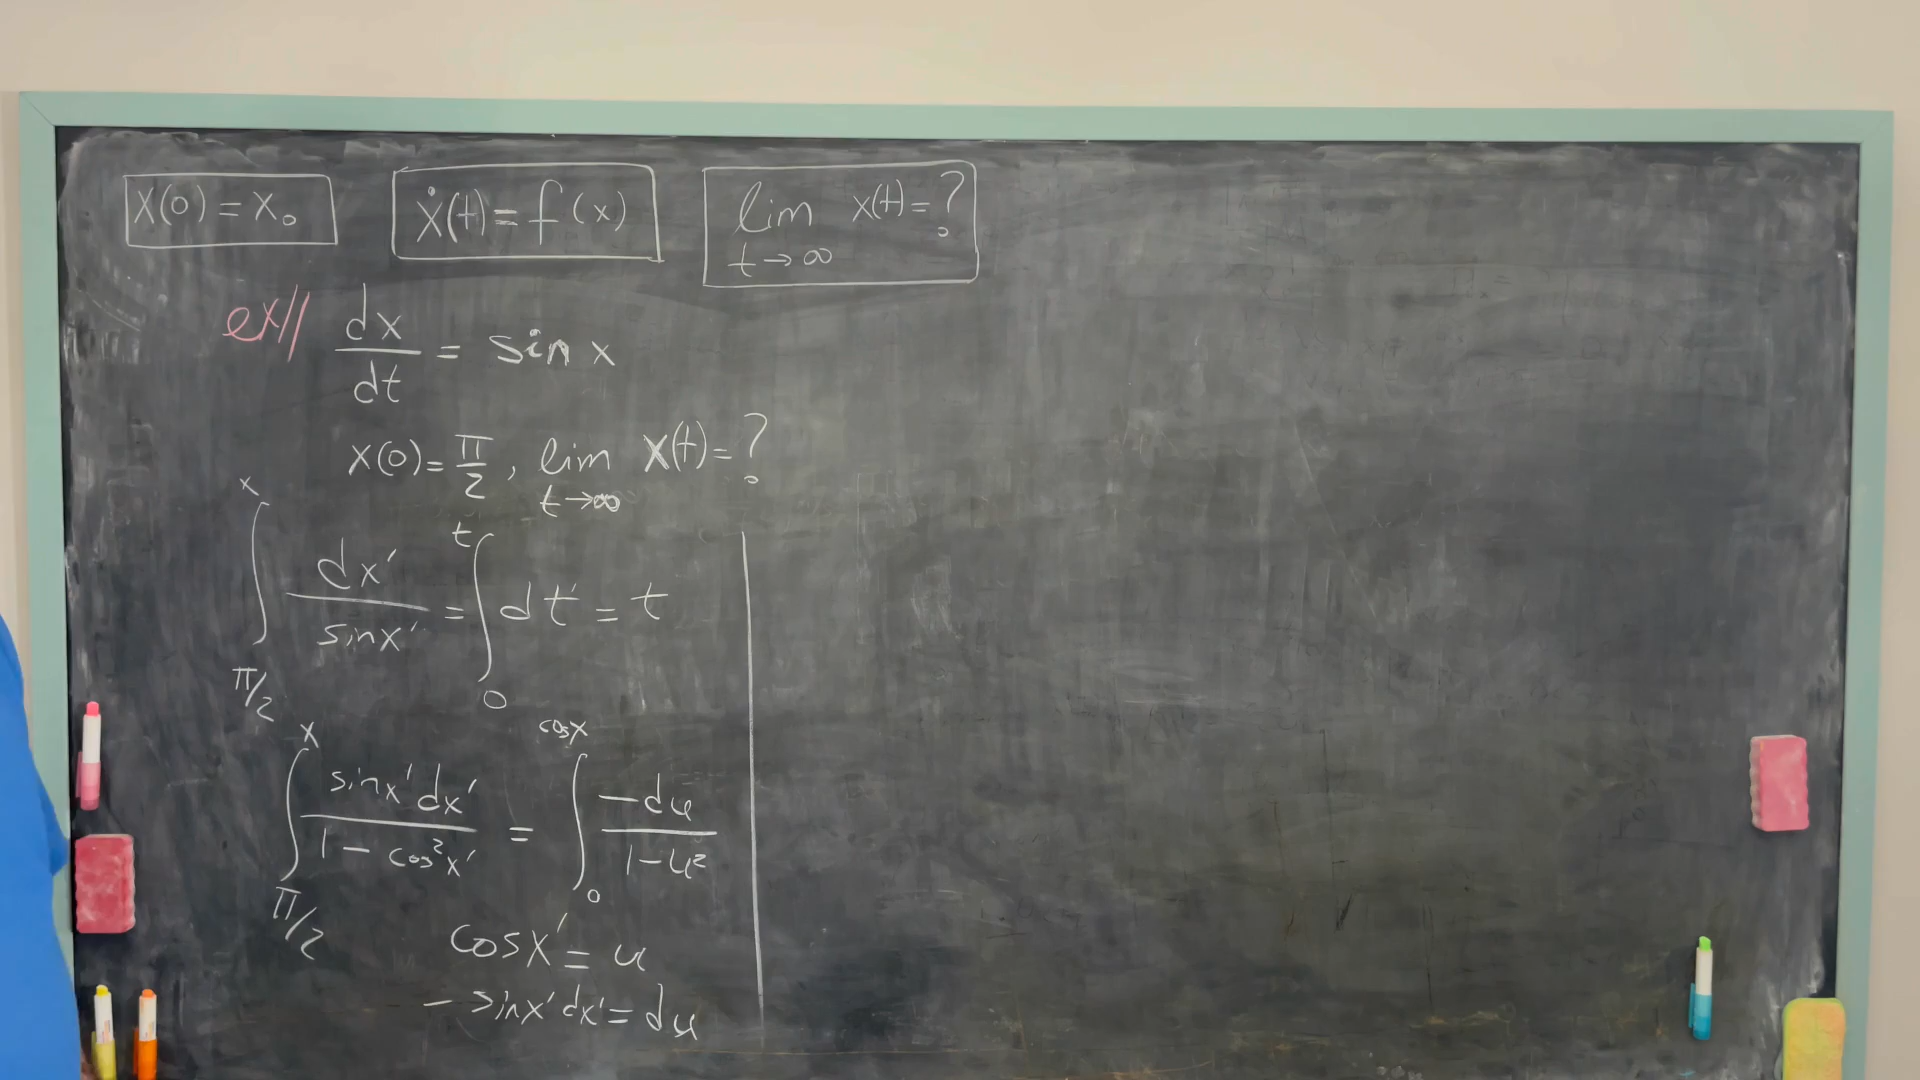 x(0) = x₀
ẋ(t) = f(x)
lim x(t) = ?
t → ∞
ex// dx/dt = sin x
x(0) = π/2, lim x(t) = ?
t → ∞
∫_{π/2}^{x} dx′/sinx′ = ∫_{0}^{t} dt′ = t
∫_{π/2}^{x} sinx′ dx′/(1 - cos²x′) = ∫_{0}^{cosx} -du/(1-u²)
cosx′ = u
- sinx′ dx′ = du